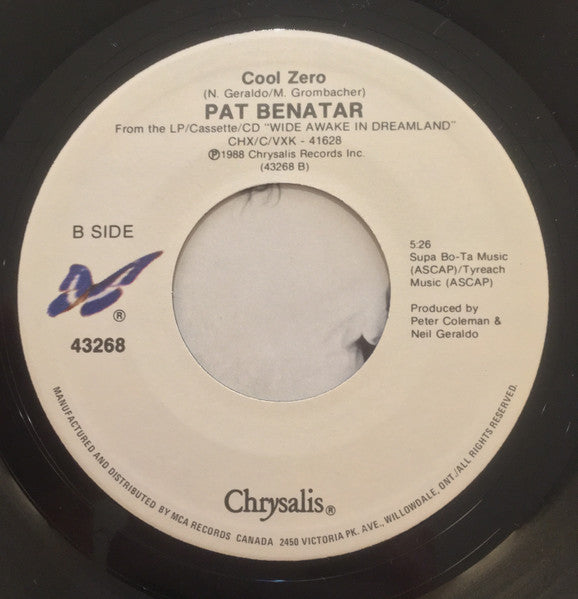 Cool Zero
(N. Geraldo/M. Grombacher)
PAT BENATAR
From the LP/Cassette/CD "WIDE AWAKE IN DREAMLAND"
CHX/C/VXK - 41628
Ⓟ1988 Chrysalis Records Inc.
(43268 B)
B SIDE
®
43268
5:26
Supa Bo-Ta Music
(ASCAP)/Tyreach
Music (ASCAP)
Produced by
Peter Coleman &
Neil Geraldo
Chrysalis®
MANUFACTURED AND DISTRIBUTED BY MCA RECORDS CANADA 2450 VICTORIA PK. AVE., WILLOWDALE, ONT./ALL RIGHTS RESERVED.